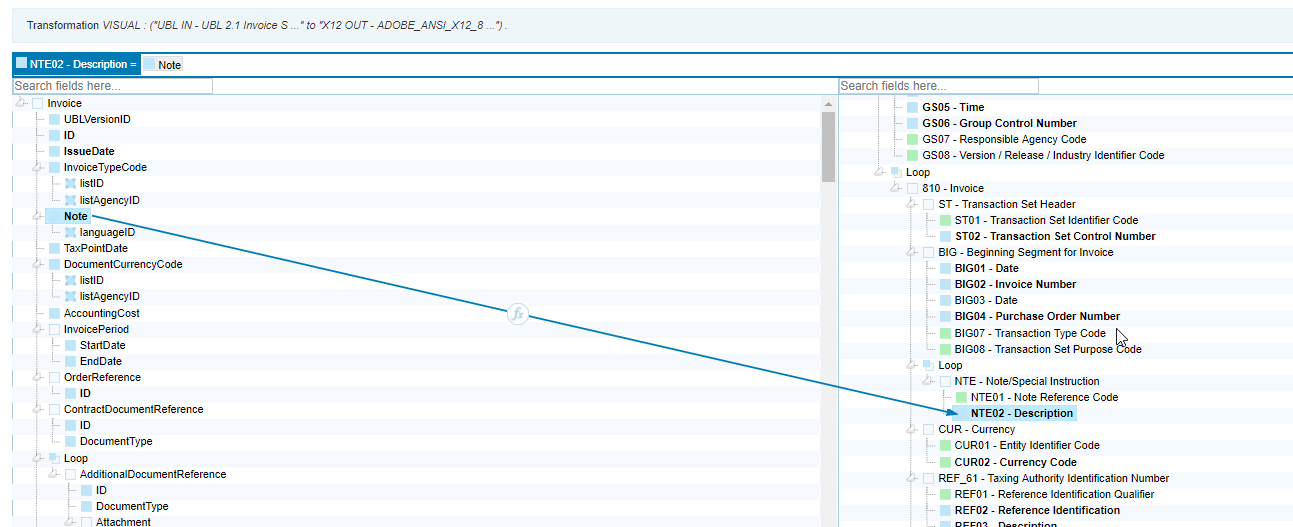 Transformation VISUAL : ("UBL IN - UBL 2.1 Invoice S ..." to "X12 OUT - ADOBE_ANSI_X12_8 ...") .
NTE02 - Description = Note
Search fields here...
Invoice
UBLVersionID
ID
IssueDate
InvoiceTypeCode
listID
listAgencyID
Note
languageID
TaxPointDate
DocumentCurrencyCode
listID
listAgencyID
AccountingCost
InvoicePeriod
StartDate
EndDate
OrderReference
ID
ContractDocumentReference
ID
DocumentType
Loop
AdditionalDocumentReference
ID
DocumentType
Attachment
fx
Search fields here...
GS05 - Time
GS06 - Group Control Number
GS07 - Responsible Agency Code
GS08 - Version / Release / Industry Identifier Code
Loop
810 - Invoice
ST - Transaction Set Header
ST01 - Transaction Set Identifier Code
ST02 - Transaction Set Control Number
BIG - Beginning Segment for Invoice
BIG01 - Date
BIG02 - Invoice Number
BIG03 - Date
BIG04 - Purchase Order Number
BIG07 - Transaction Type Code
BIG08 - Transaction Set Purpose Code
Loop
NTE - Note/Special Instruction
NTE01 - Note Reference Code
NTE02 - Description
CUR - Currency
CUR01 - Entity Identifier Code
CUR02 - Currency Code
REF_61 - Taxing Authority Identification Number
REF01 - Reference Identification Qualifier
REF02 - Reference Identification
REF03 - Description